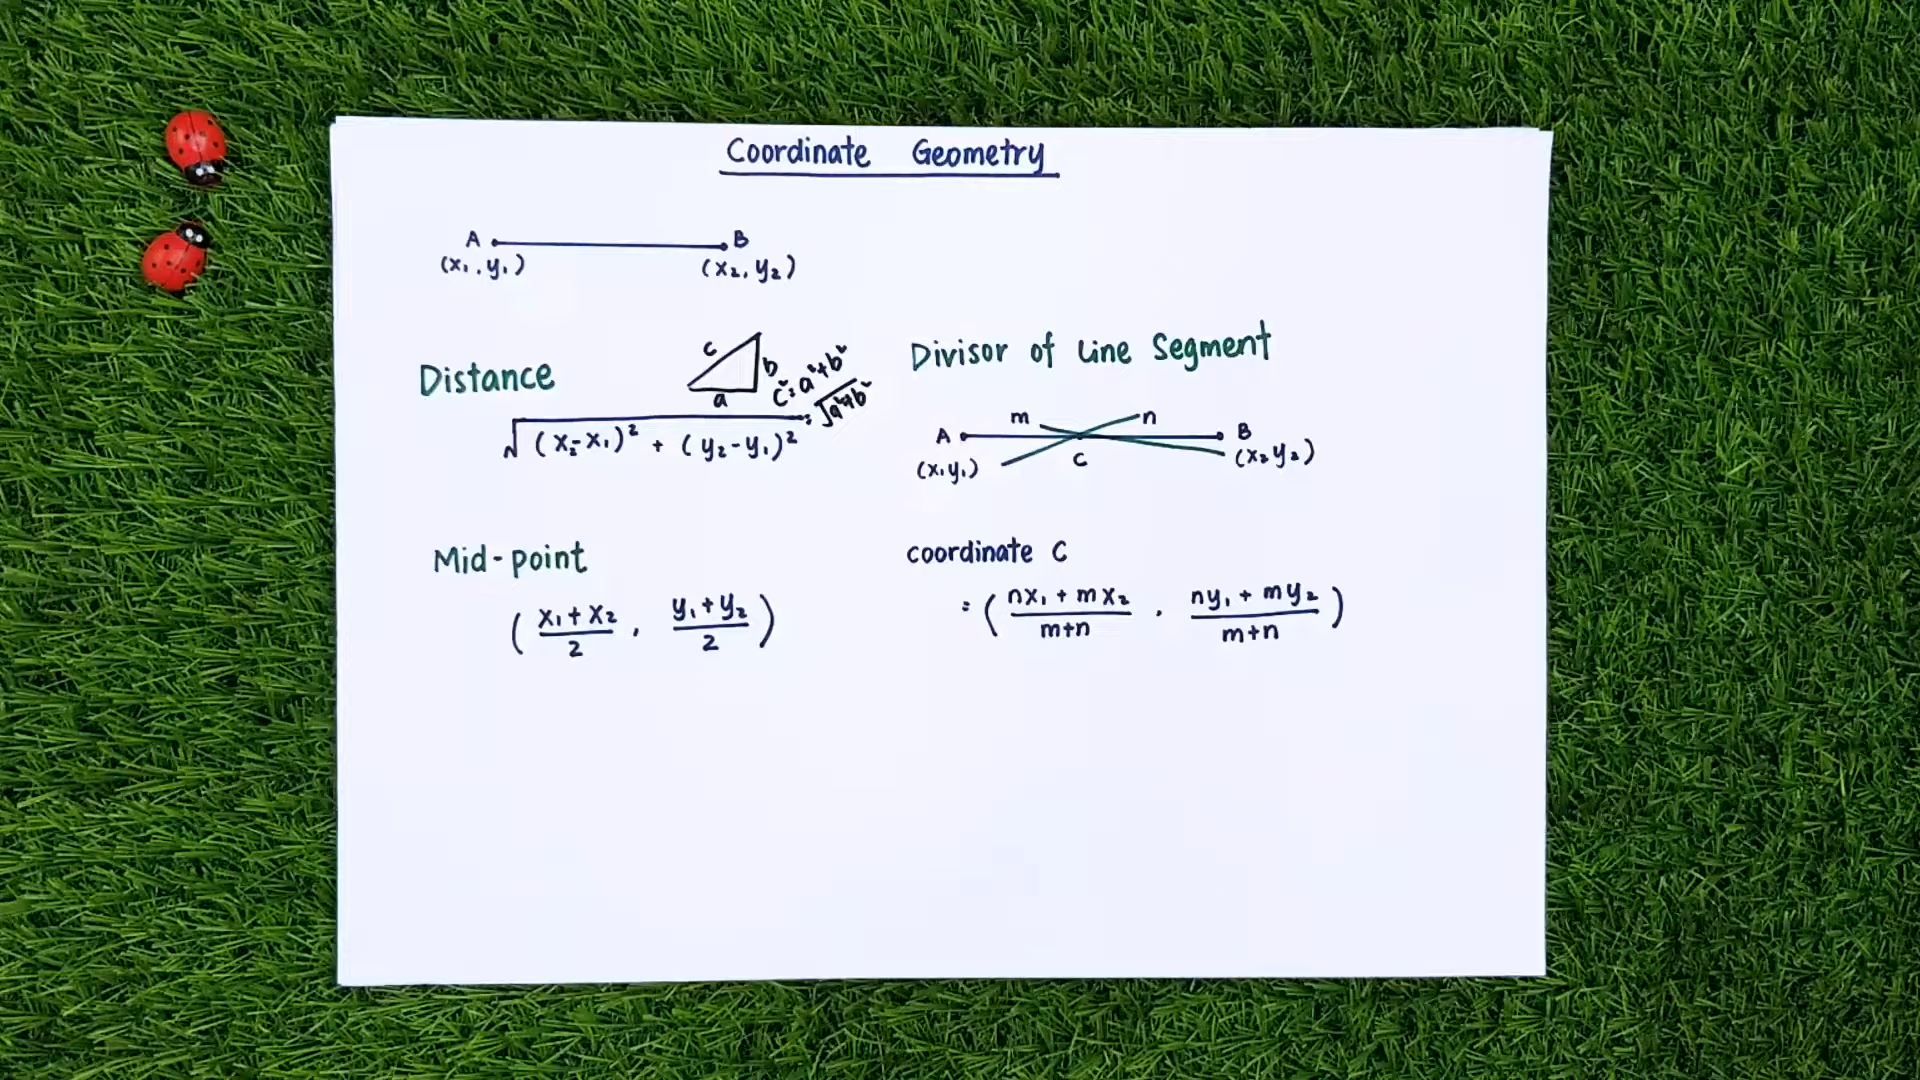 Coordinate Geometry
A B
(x₁, y₁) (x₂, y₂)
Distance
c b a
c² = a² + b²
= √a²+b²
√(x₂-x₁)² + (y₂-y₁)²
Mid-point
(x₁+x₂/2, y₁+y₂/2)
Divisor of Line Segment
m n
A C B
(x₁y₁) (x₂y₂)
coordinate C
= (nx₁ + mx₂/m+n, ny₁ + my₂/m+n)